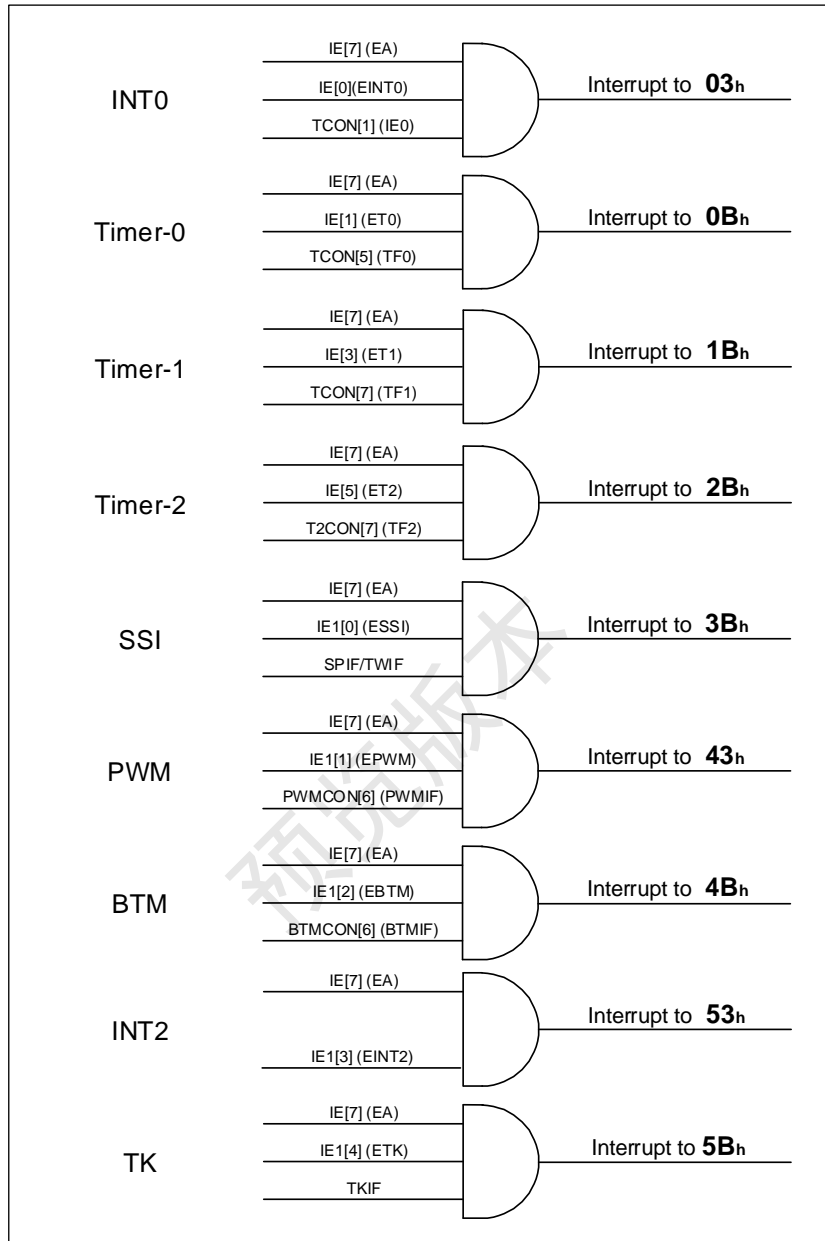 IE[7] (EA)
INT0
IE[0](EINT0)
Interrupt to 03h
TCON[1] (IE0)
IE[7] (EA)
Timer-0
IE[1] (ET0)
Interrupt to 0Bh
TCON[5] (TF0)
IE[7] (EA)
Timer-1
IE[3] (ET1)
Interrupt to 1Bh
TCON[7] (TF1)
IE[7] (EA)
Timer-2
IE[5] (ET2)
Interrupt to 2Bh
T2CON[7] (TF2)
IE[7] (EA)
SSI
IE1[0] (ESSI)
Interrupt to 3Bh
SPIF/TWIF
IE[7] (EA)
PWM
IE1[1] (EPWM)
Interrupt to 43h
PWMCON[6] (PWMIF)
IE[7] (EA)
BTM
IE1[2] (EBTM)
Interrupt to 4Bh
BTMCON[6] (BTMIF)
IE[7] (EA)
INT2
Interrupt to 53h
IE1[3] (EINT2)
IE[7] (EA)
TK
IE1[4] (ETK)
Interrupt to 5Bh
TKIF
预览版本